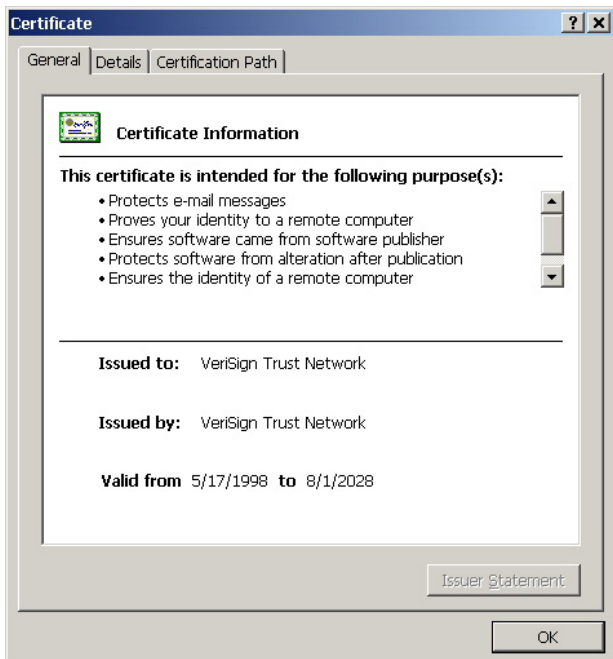 Certificate
General Details Certification Path
Certificate Information
This certificate is intended for the following purpose(s):
• Protects e-mail messages
• Proves your identity to a remote computer
• Ensures software came from software publisher
• Protects software from alteration after publication
• Ensures the identity of a remote computer
Issued to: VeriSign Trust Network
Issued by: VeriSign Trust Network
Valid from 5/17/1998 to 8/1/2028
Issuer Statement
OK